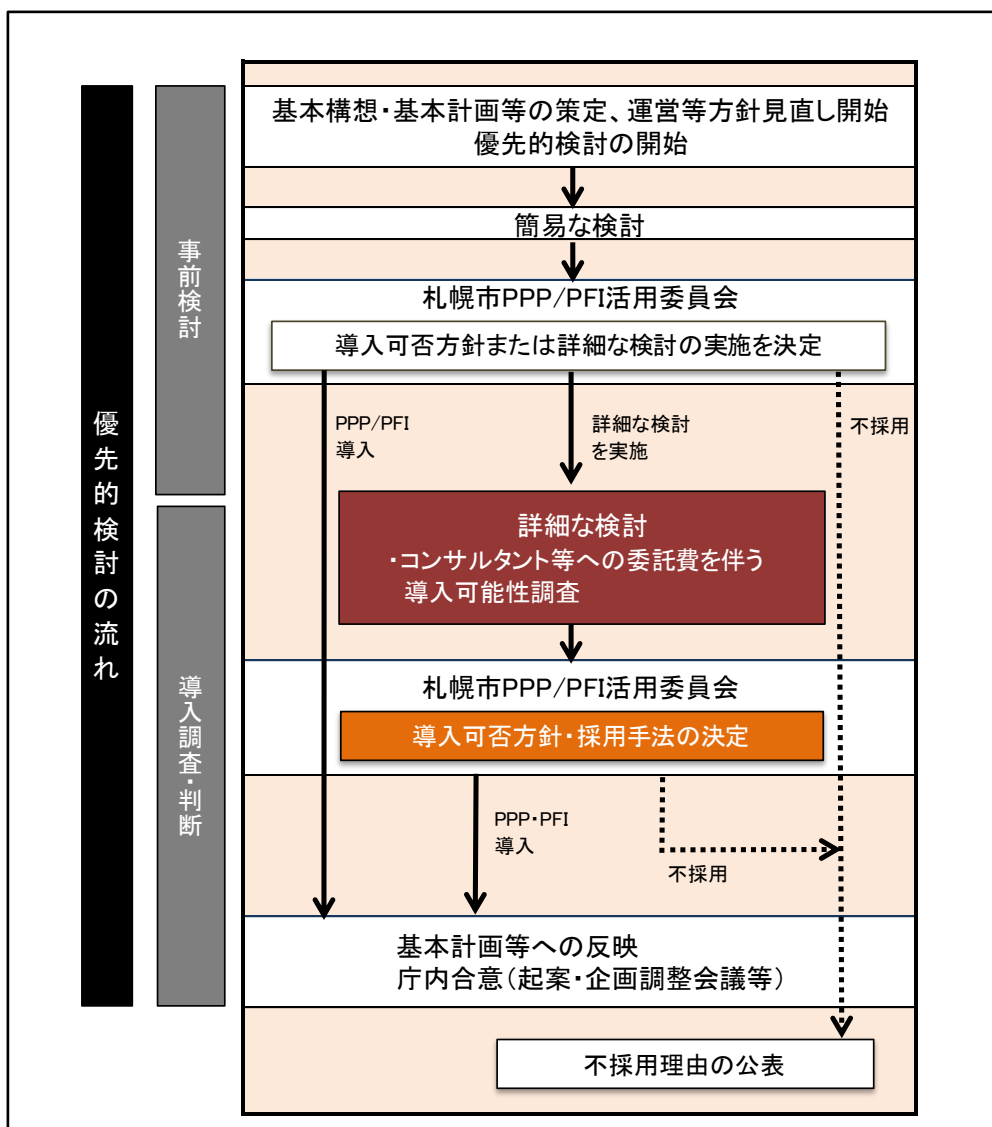 優先的検討の流れ
事前検討
導入調査・判断
基本構想・基本計画等の策定、運営等方針見直し開始
優先的検討の開始
簡易な検討
札幌市PPP/PFI活用委員会
導入可否方針または詳細な検討の実施を決定
PPP/PFI
導入
詳細な検討
を実施
不採用
詳細な検討
・コンサルタント等への委託費を伴う
導入可能性調査
札幌市PPP/PFI活用委員会
導入可否方針・採用手法の決定
PPP・PFI
導入
不採用
基本計画等への反映
庁内合意（起案・企画調整会議等）
不採用理由の公表